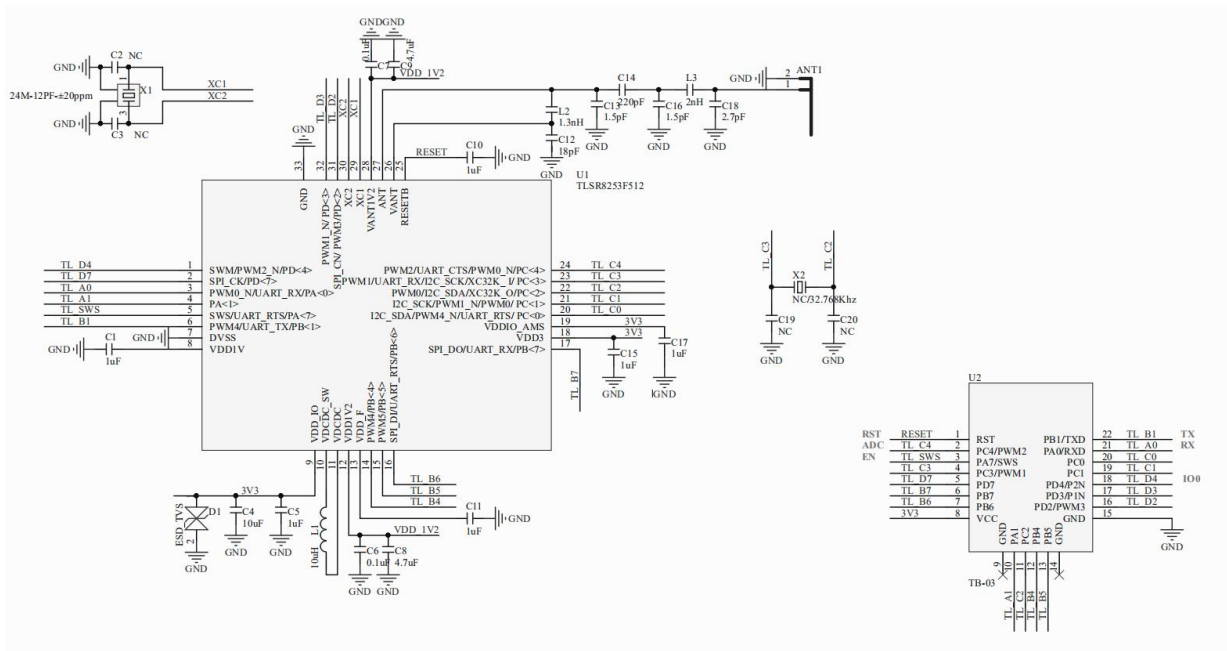 GND GND
0.1uF
4.7uF
C7
VDD_1V2
GND
C2
NC
1
X1
24M-12PF-±20ppm
XC1
XC2
3
GND
C3
NC
TL_D3
TL_D2
XC2
XC1
GND
2
ANT1
1
C14
220pF
L3
2nH
L2
1.3nH
C13
1.5pF
C16
1.5pF
C18
2.7pF
C12
18pF
GND
GND
GND
GND
GND
RESET
C10
1uF
GND
U1
TLSR8253F512
33
32
31
30
29
28
27
26
25
GND
PWM1_N/ PD<3>
SPI_CN/ PWM3/PD<2>
XC2
XC1
VANT1V2
ANT
VANT
RESETB
TL_D4 1 SWM/PWM2_N/PD<4>
TL_D7 2 SPI_CK/PD<7>
TL_A0 3 PWM0_N/UART_RX/PA<0>
TL_A1 4 PA<1>
TL_SWS 5 SWS/UART_RTS/PA<7>
TL_B1 6 PWM4/UART_TX/PB<1>
GND 7 DVSS
8 VDD1V
GND
C1
1uF
PWM2/UART_CTS/PWM0_N/PC<4> 24 TL_C4
PWM1/UART_RX/I2C_SCK/XC32K_I/ PC<3> 23 TL_C3
PWM0/I2C_SDA/XC32K_O/PC<2> 22 TL_C2
I2C_SCK/PWM1_N/PWM0/ PC<1> 21 TL_C1
I2C_SDA/PWM4_N/UART_RTS/ PC<0> 20 TL_C0
VDDIO_AMS 19 3V3
VDD3 18 3V3
SPI_DO/UART_RX/PB<7> 17
TL_B7
C15
1uF
GND
C17
1uF
GND
VDD_IO
VDCDC_SW
VDCDC
VDD1V2
VDD_F
PWM4/PB<4>
PWM5/PB<5>
SPI_DI/UART_RTS/PB<6>
9
10
11
12
13
14
15
16
TL_B6
TL_B5
TL_B4
3V3
ESD_TVS
D1
2
GND
C4
10uF
GND
C5
1uF
GND
L1
10uH
C11
1uF
GND
VDD_1V2
C6
0.1uF
C8
4.7uF
GND GND
TL_C3
TL_C2
X2
NC/32.768Khz
C19
NC
C20
NC
GND
GND
U2
RST RESET 1 RST
ADC TL_C4 2 PC4/PWM2
EN TL_SWS 3 PA7/SWS
TL_C3 4 PC3/PWM1
TL_D7 5 PD7
TL_B7 6 PB7
TL_B6 7 PB6
3V3 8 VCC
PB1/TXD 22 TL_B1 TX
PA0/RXD 21 TL_A0 RX
PC0 20 TL_C0
PC1 19 TL_C1
PD4/P2N 18 TL_D4 IO0
PD3/P1N 17 TL_D3
PD2/PWM3 16 TL_D2
GND 15
GND
GND
PA1
PC2
PB4
PB5
GND
9
10
11
12
13
14
TB-03
TL_A1
TL_C2
TL_B4
TL_B5